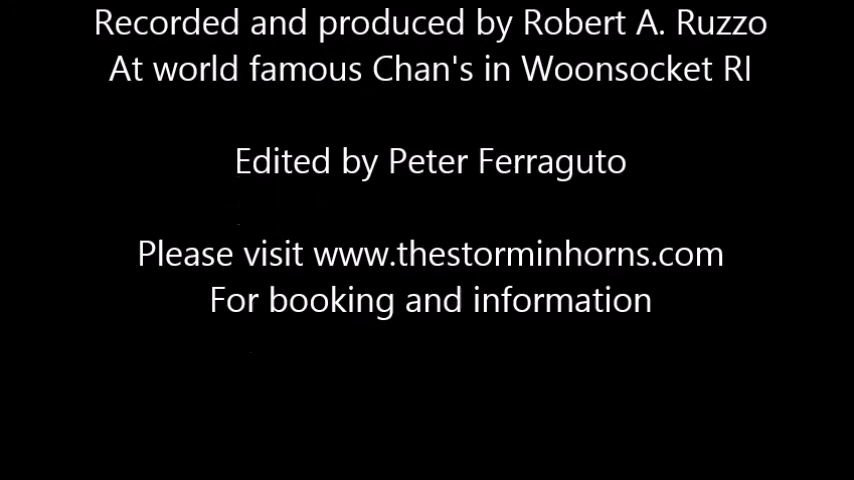 Recorded and produced by Robert A. Ruzzo
At world famous Chan's in Woonsocket RI
Edited by Peter Ferraguto
Please visit www.thestorminhorns.com
For booking and information